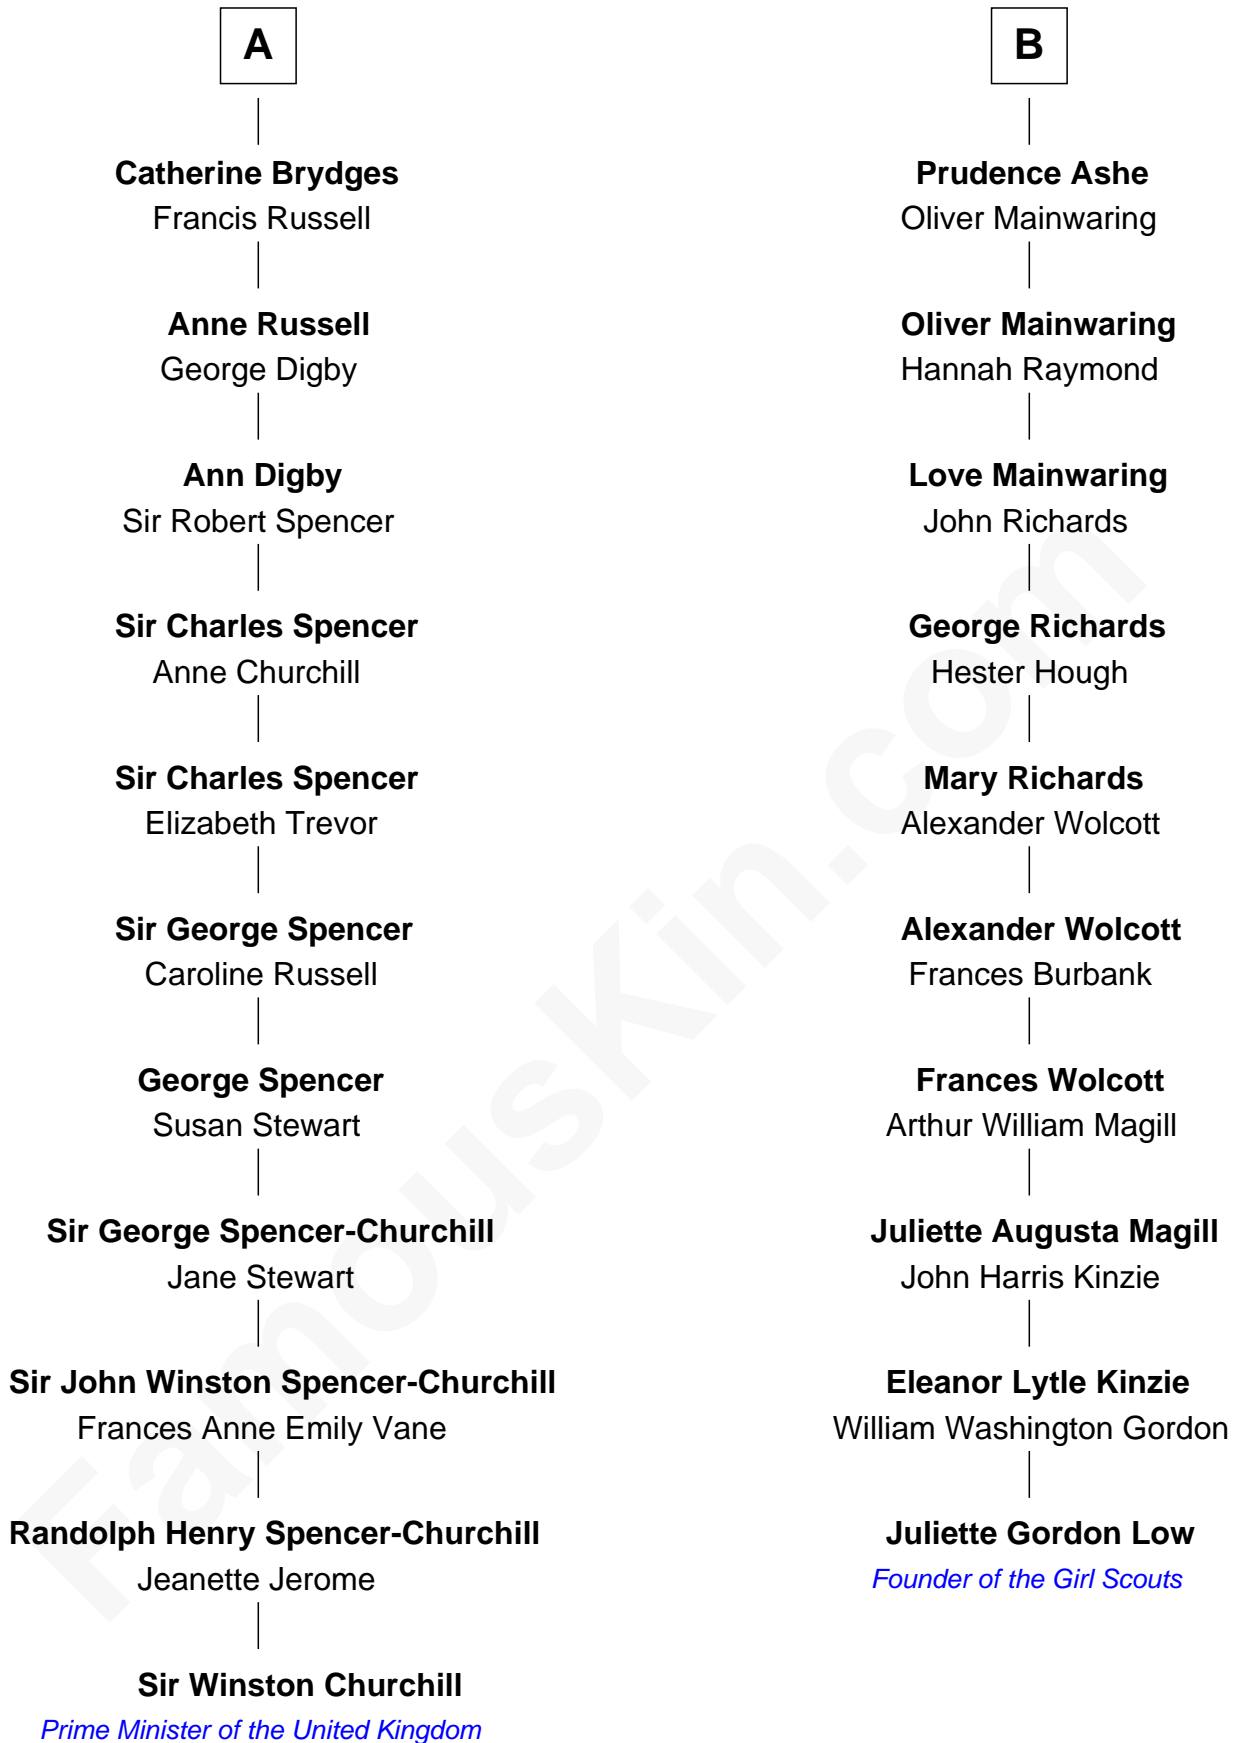 A
Catherine Brydges
Francis Russell
Anne Russell
George Digby
Ann Digby
Sir Robert Spencer
Sir Charles Spencer
Anne Churchill
Sir Charles Spencer
Elizabeth Trevor
Sir George Spencer
Caroline Russell
George Spencer
Susan Stewart
Sir George Spencer-Churchill
Jane Stewart
Sir John Winston Spencer-Churchill
Frances Anne Emily Vane
Randolph Henry Spencer-Churchill
Jeanette Jerome
Sir Winston Churchill
Prime Minister of the United Kingdom
B
Prudence Ashe
Oliver Mainwaring
Oliver Mainwaring
Hannah Raymond
Love Mainwaring
John Richards
George Richards
Hester Hough
Mary Richards
Alexander Wolcott
Alexander Wolcott
Frances Burbank
Frances Wolcott
Arthur William Magill
Juliette Augusta Magill
John Harris Kinzie
Eleanor Lytle Kinzie
William Washington Gordon
Juliette Gordon Low
Founder of the Girl Scouts
FamousKin.com